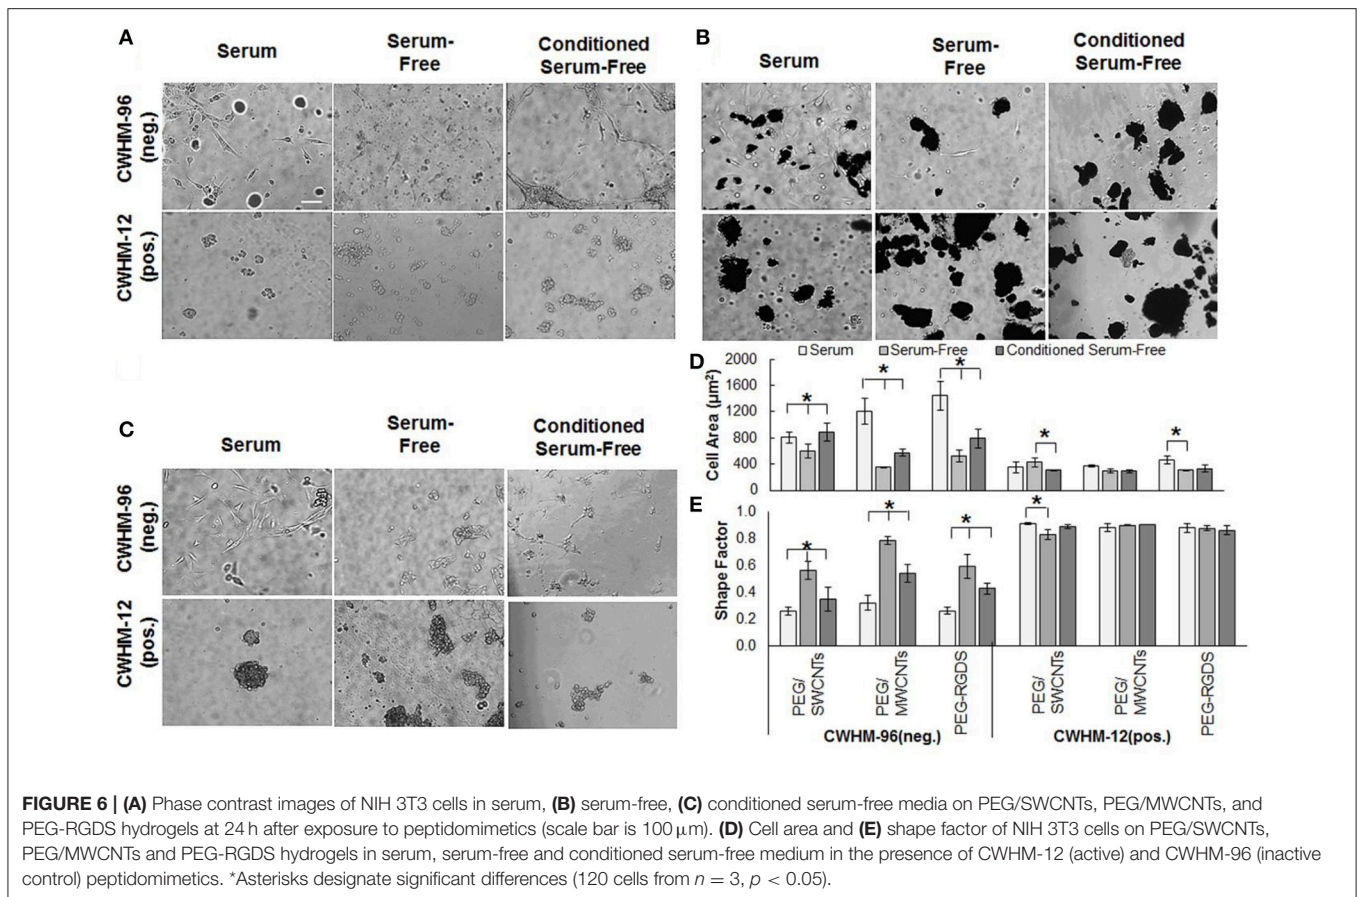 A
Serum
Serum-
Free
Conditioned
Serum-Free
CWHM-96
(neg.)
CWHM-12
(pos.)
B
Serum
Serum-
Free
Conditioned
Serum-Free
C
Serum
Serum-
Free
Conditioned
Serum-Free
CWHM-96
(neg.)
CWHM-12
(pos.)
D
Serum Serum-Free Conditioned Serum-Free
Cell Area (µm²)
2000
1600
1200
800
400
0
* * * * *
E
Shape Factor
1.0
0.8
0.6
0.4
0.2
0.0
* * * *
PEG/
SWCNTs
PEG/
MWCNTs
PEG-RGDS
PEG/
SWCNTs
PEG/
MWCNTs
PEG-RGDS
CWHM-96(neg.) CWHM-12(pos.)
FIGURE 6 | (A) Phase contrast images of NIH 3T3 cells in serum, (B) serum-free, (C) conditioned serum-free media on PEG/SWCNTs, PEG/MWCNTs, and
PEG-RGDS hydrogels at 24 h after exposure to peptidomimetics (scale bar is 100 µm). (D) Cell area and (E) shape factor of NIH 3T3 cells on PEG/SWCNTs,
PEG/MWCNTs and PEG-RGDS hydrogels in serum, serum-free and conditioned serum-free medium in the presence of CWHM-12 (active) and CWHM-96 (inactive
control) peptidomimetics. *Asterisks designate significant differences (120 cells from n = 3, p < 0.05).